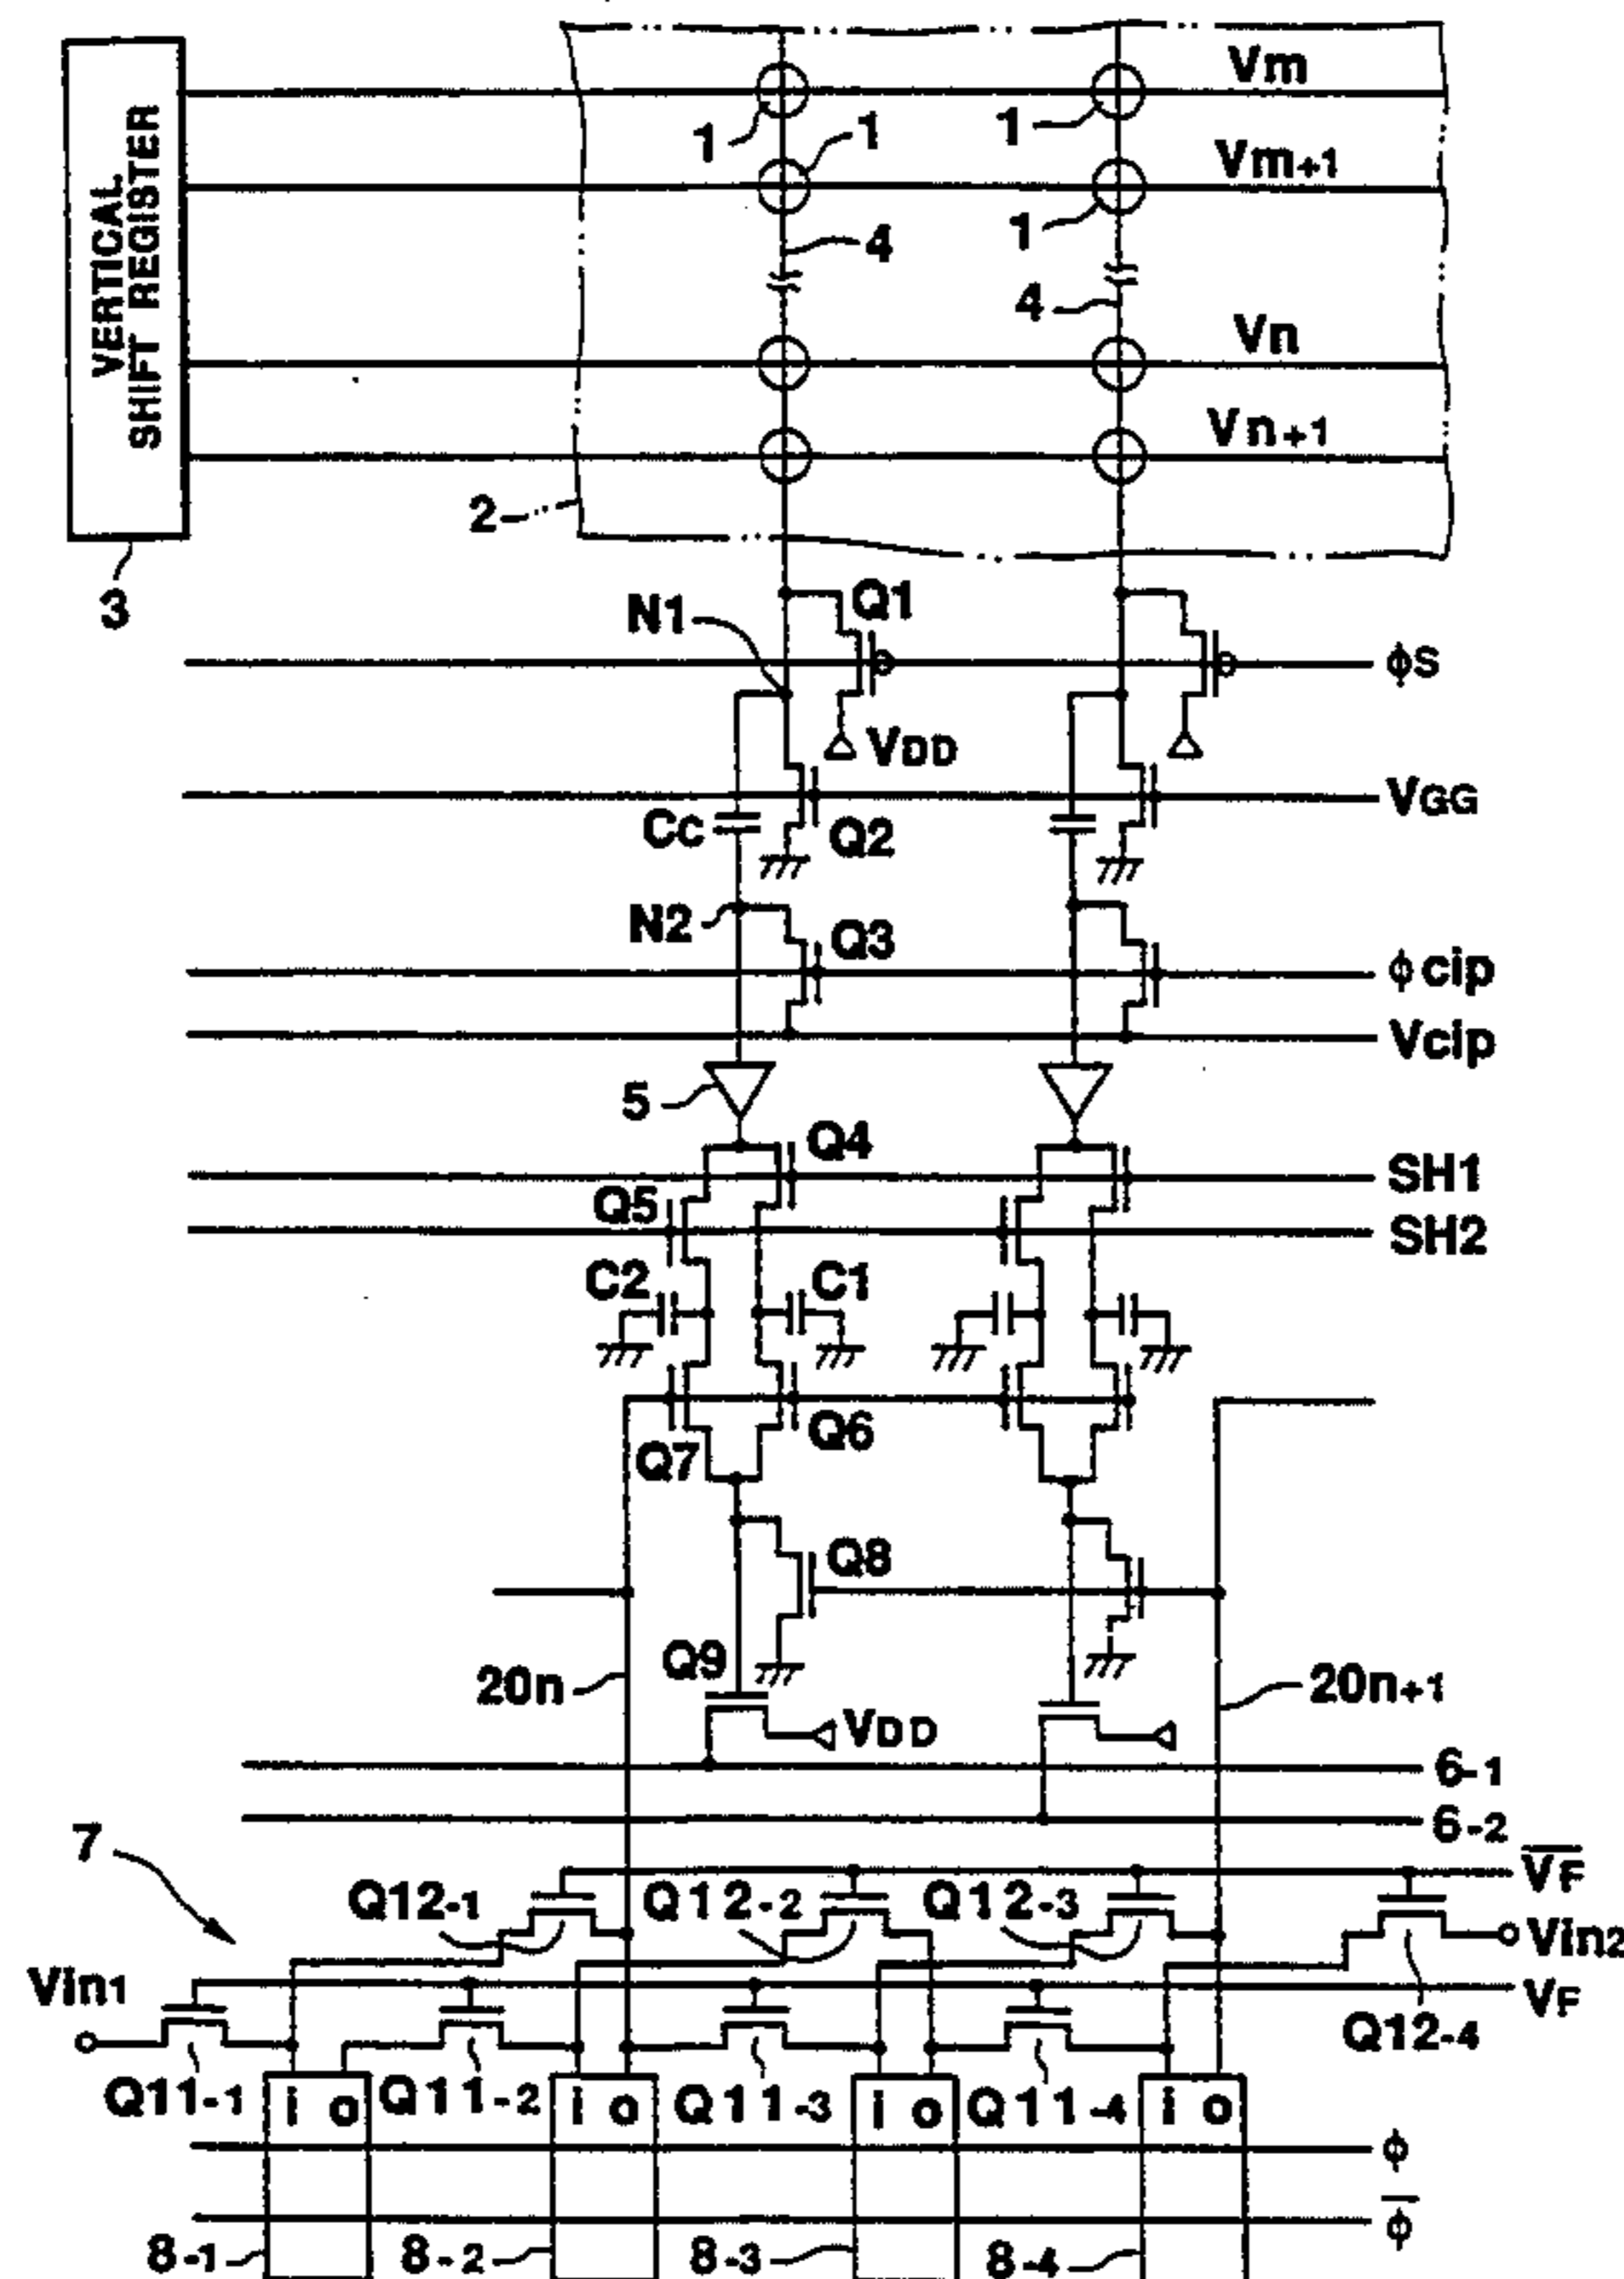 VERTICAL
SHIFT REGISTER
3
Vm
1
1
1
Vm+1
1
4
4
Vn
Vn+1
2
N1
Q1
ϕS
VDD
VGG
Cc
Q2
N2
Q3
ϕcip
Vcip
5
Q4
SH1
Q5
SH2
C2
C1
Q6
Q7
Q8
Q9
20n
20n+1
VDD
6-1
6-2
7
V̅F̅
Q12-1
Q12-2
Q12-3
Vin2
Vin1
VF
Q12-4
Q11-1
Q11-2
Q11-3
Q11-4
i o
i o
i o
i o
ϕ
ϕ̅
8-1
8-2
8-3
8-4